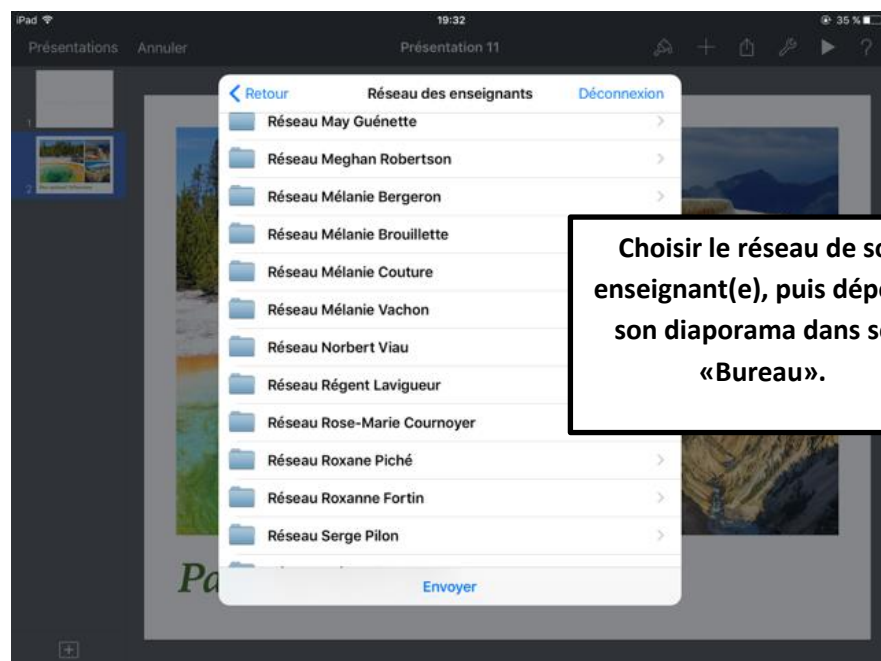 iPad 19:32 35 %
Présentations Annuler Présentation 11 ?
Retour Réseau des enseignants Déconnexion
1
Réseau May Guénette
Réseau Meghan Robertson
2
Réseau Mélanie Bergeron
Réseau Mélanie Brouillette
Réseau Mélanie Couture
Réseau Mélanie Vachon
Réseau Norbert Viau
Réseau Régent Lavigueur
Réseau Rose-Marie Cournoyer
Réseau Roxane Piché
Réseau Roxanne Fortin
Réseau Serge Pilon
Envoyer
Choisir le réseau de
enseignant(e), puis
son diaporama dans
«Bureau».